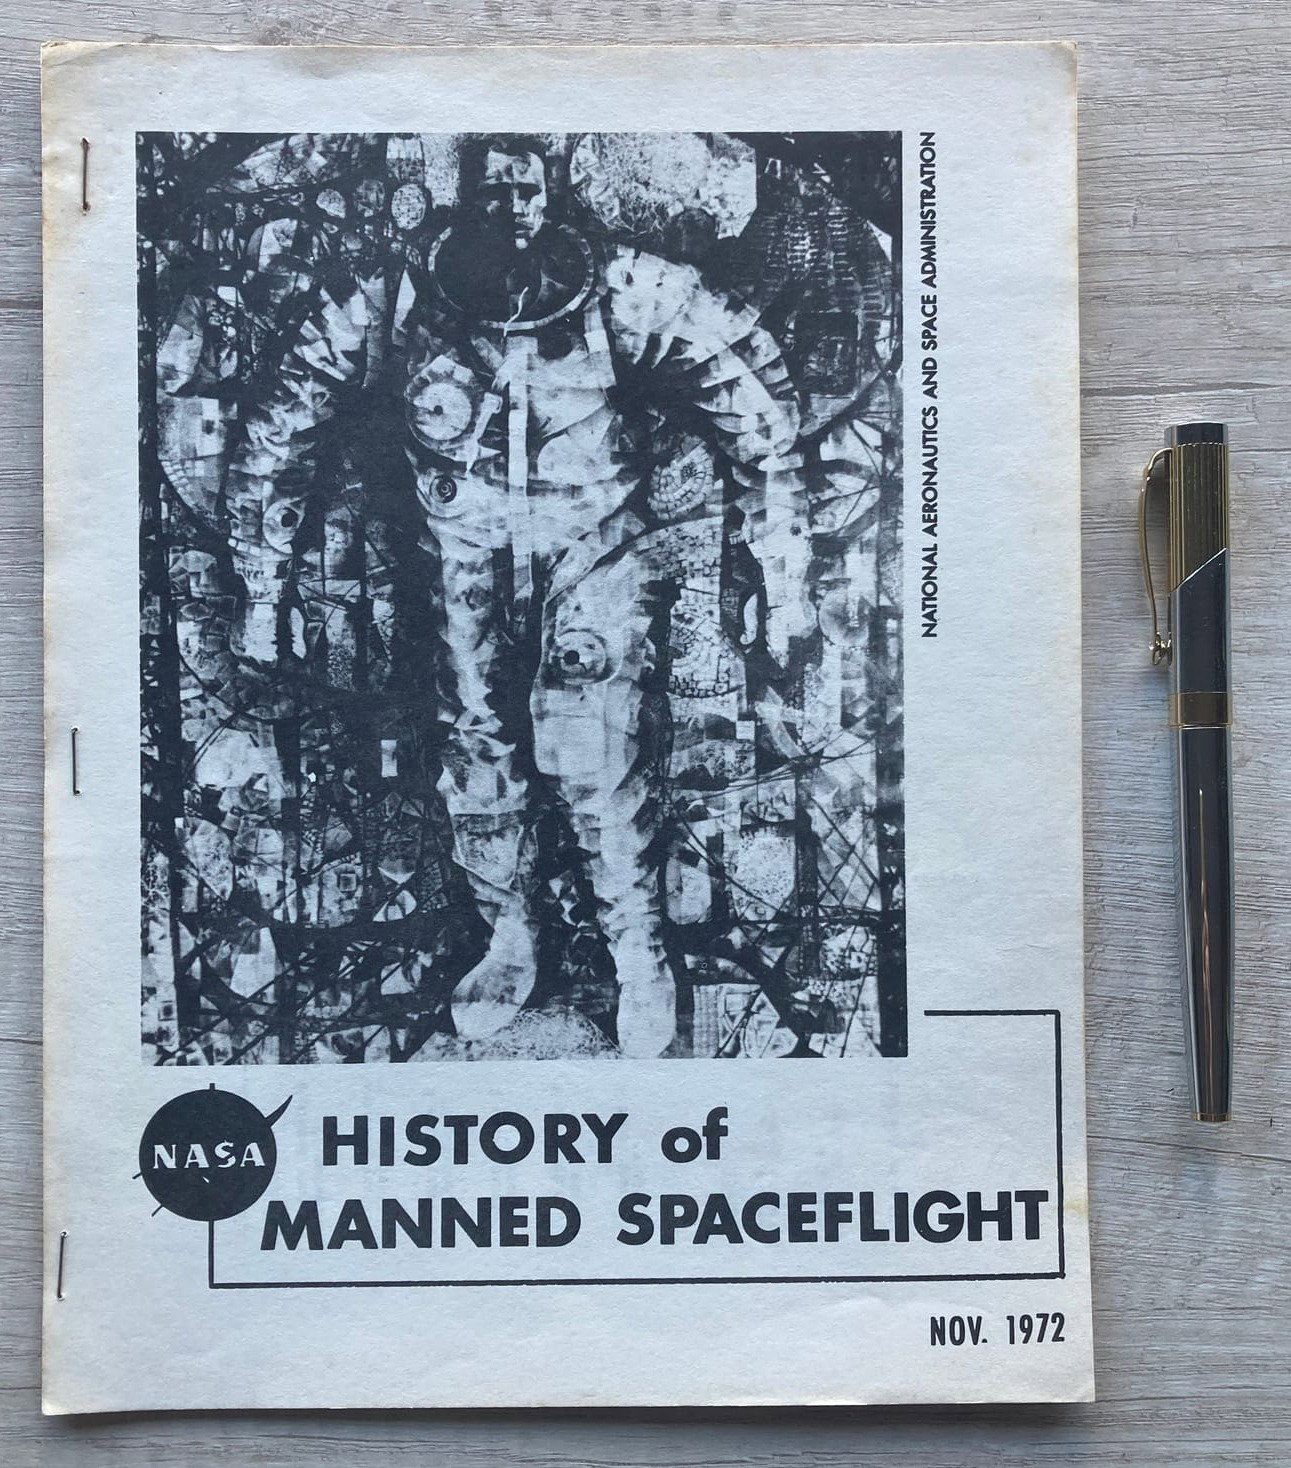 NATIONAL AERONAUTICS AND SPACE ADMINISTRATION
NASA
HISTORY of
MANNED SPACEFLIGHT
NOV. 1972